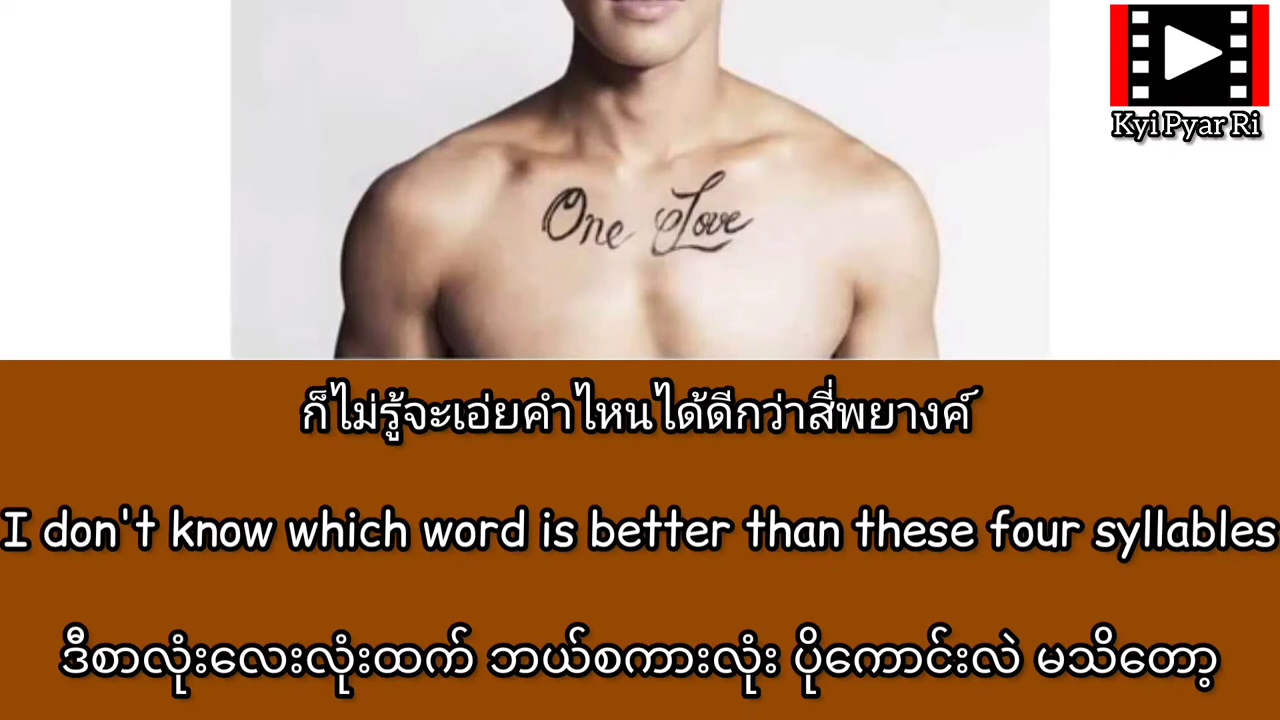 Kyi Pyar Ri
One Love
ก็ไม่รู้จะเอ่ยคำไหนได้ดีกว่าสี่พยางค์
I don't know which word is better than these four syllables
ဒီစာလုံးလေးလုံးထက် ဘယ်စကားလုံး ပိုကောင်းလဲ မသိတော့